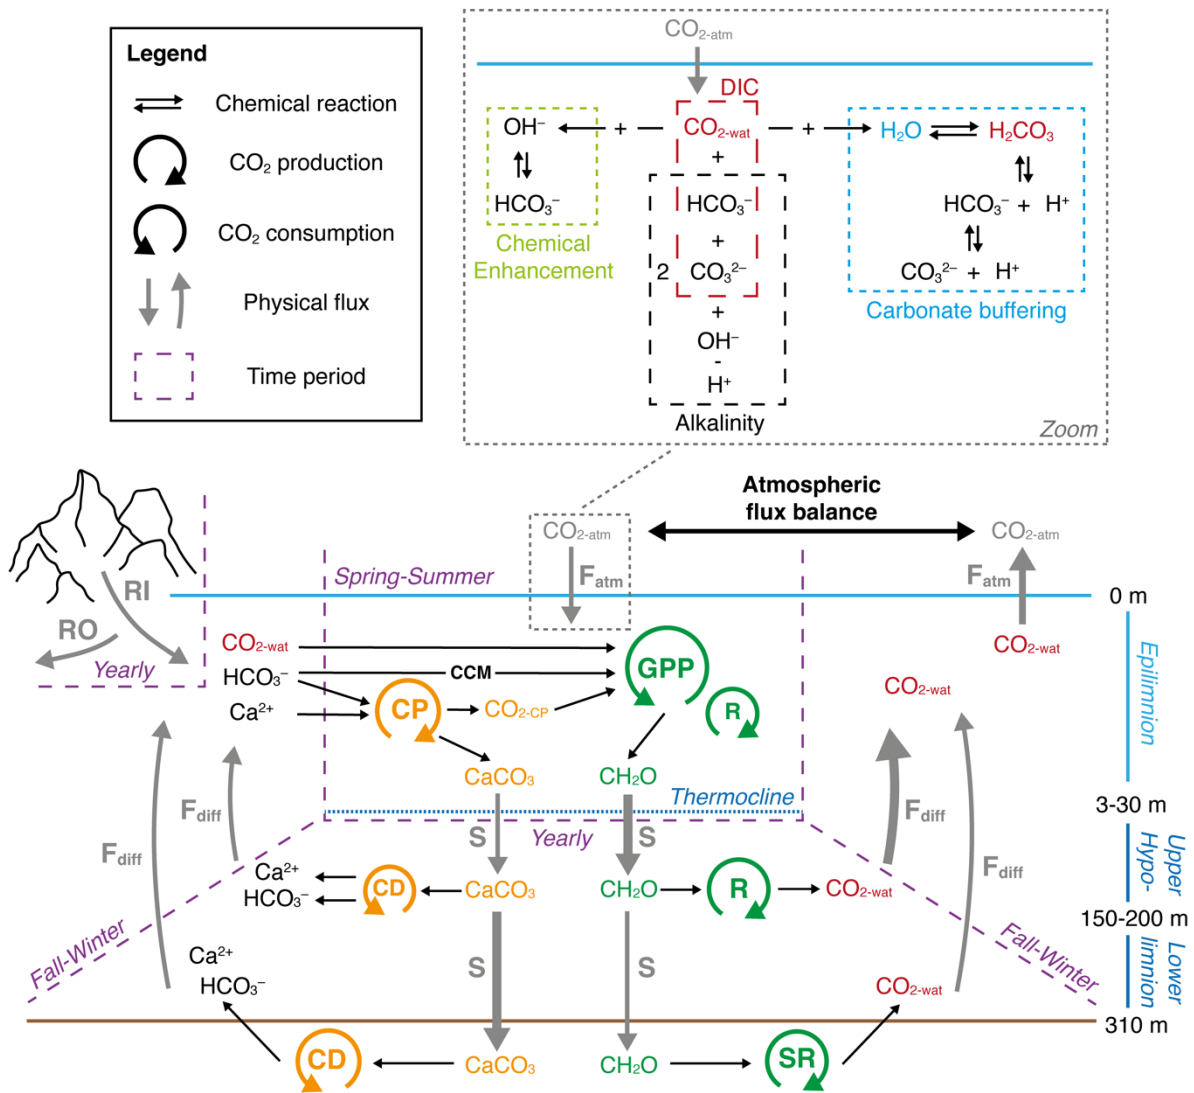 Legend
Chemical reaction
CO₂ production
CO₂ consumption
Physical flux
Time period
CO₂₋ₐₜₘ
DIC
OH⁻
+
CO₂-wat
+
H₂O
H₂CO₃
+
HCO₃⁻
HCO₃⁻
HCO₃⁻ + H⁺
Chemical
Enhancement
+
2 CO₃²⁻
CO₃²⁻ + H⁺
Carbonate buffering
+
OH⁻
-
H⁺
Alkalinity
Zoom
Atmospheric
flux balance
CO₂-atm
CO₂-atm
Spring-Summer
Fatm
Fatm
0 m
RI
RO
Yearly
CO₂-wat
CO₂-wat
HCO₃⁻
CCM
GPP
Ca²⁺
CP
CO₂-CP
R
CO₂-wat
Epilimnion
CaCO₃
CH₂O
Thermocline
3-30 m
Fdiff
Fdiff
S
Yearly
S
Fdiff
Fdiff
Upper
Hypo-
Ca²⁺
HCO₃⁻
CD
CaCO₃
CH₂O
R
CO₂-wat
150-200 m
Fall-Winter
Fall-Winter
Lower
limnion
Ca²⁺
HCO₃⁻
S
S
CO₂-wat
310 m
CD
CaCO₃
CH₂O
SR